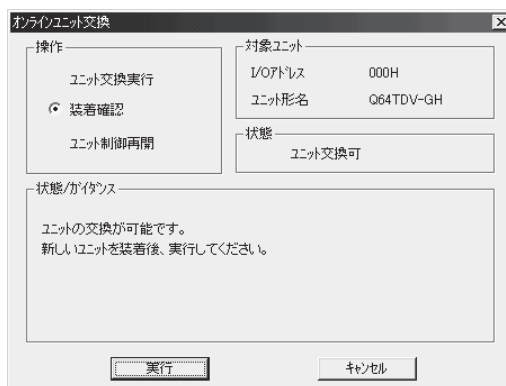 オンラインユニット交換
操作
ユニット交換実行
装着確認
ユニット制御再開
対象ユニット
I/Oアドレス 000H
ユニット形名 Q64TDV-GH
状態
ユニット交換可
状態/ガイダンス
ユニットの交換が可能です。
新しいユニットを装着後、実行してください。
実行 キャンセル